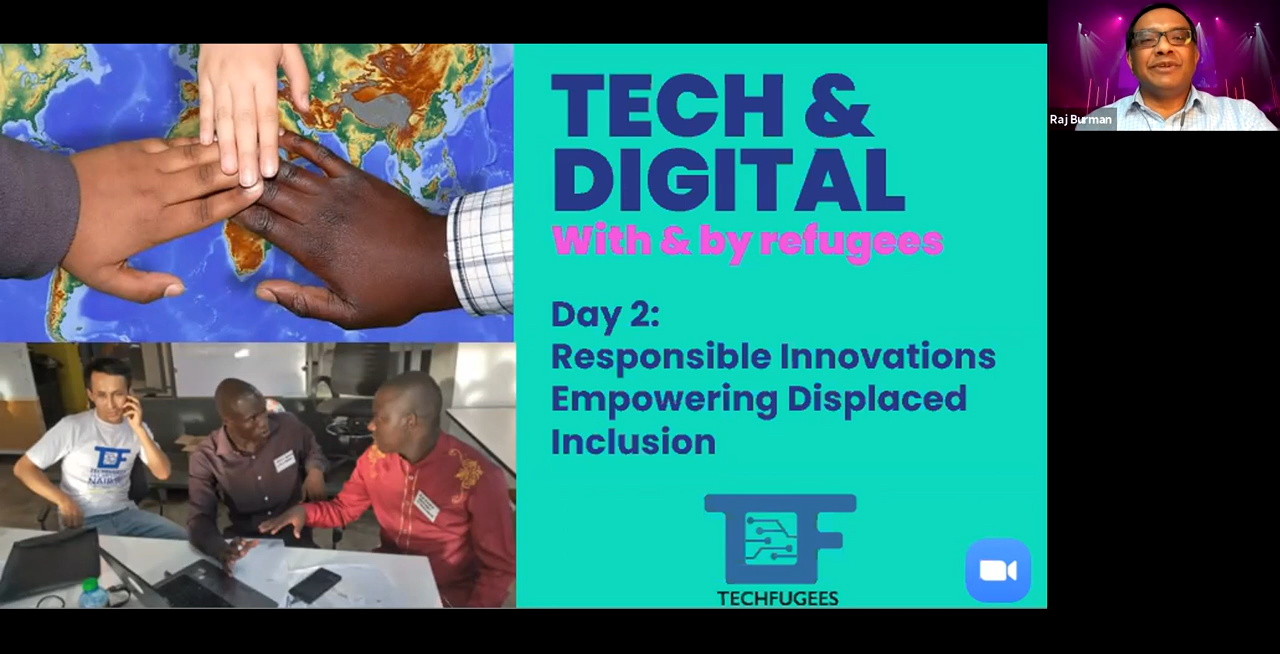 TECH &
DIGITAL
With & by refugees
Day 2:
Responsible Innovations
Empowering Displaced
Inclusion
TECHFUGEES
Raj Burman